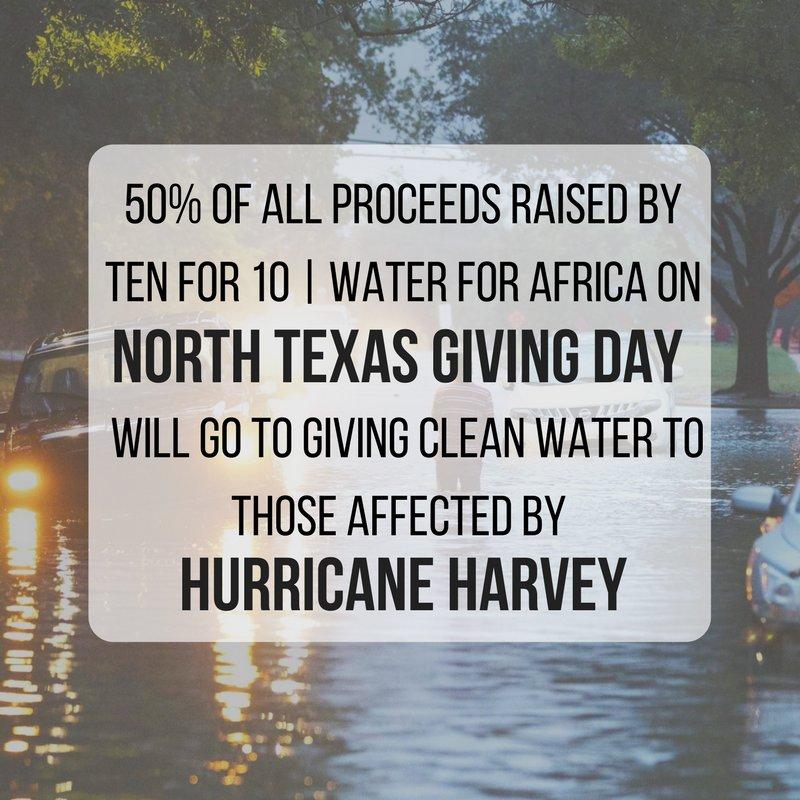 50% OF ALL PROCEEDS RAISED BY
TEN FOR 10 | WATER FOR AFRICA ON
NORTH TEXAS GIVING DAY
WILL GO TO GIVING CLEAN WATER TO
THOSE AFFECTED BY
HURRICANE HARVEY